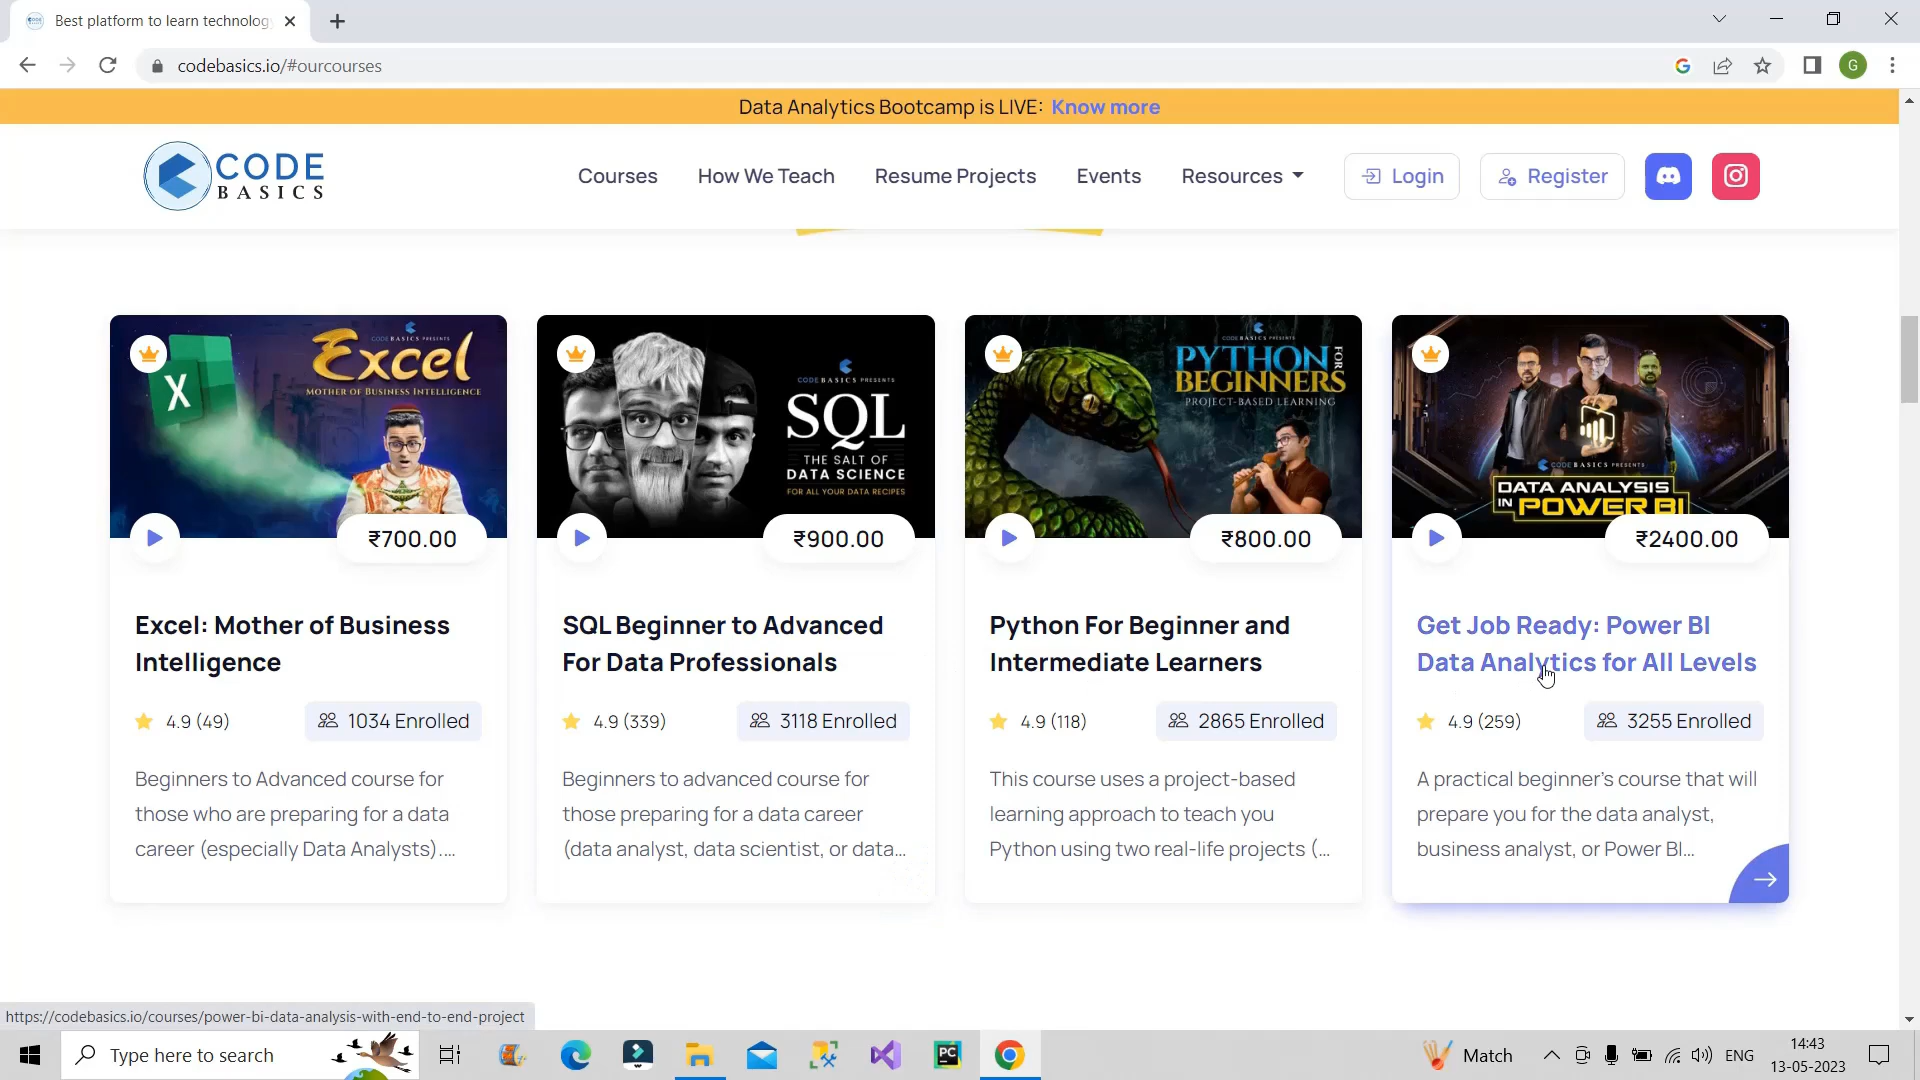 Best platform to learn technolog
codebasics.io/#ourcourses
G
Data Analytics Bootcamp is LIVE: Know more
CODE
BASICS
Courses
How We Teach
Resume Projects
Events
Resources
Login
Register
CODEBASICS PRESENTS
Excel
MOTHER OF BUSINESS INTELLIGENCE
X
₹700.00
Excel: Mother of Business
Intelligence
4.9 (49)
1034 Enrolled
Beginners to Advanced course for
those who are preparing for a data
career (especially Data Analysts)....
CODEBASICS PRESENTS
SQL
THE SALT OF
DATA SCIENCE
FOR ALL YOUR DATA RECIPES
₹900.00
SQL Beginner to Advanced
For Data Professionals
4.9 (339)
3118 Enrolled
Beginners to advanced course for
those preparing for a data career
(data analyst, data scientist, or data...
CODEBASICS PRESENTS
PYTHON FOR
BEGINNERS
PROJECT-BASED LEARNING
₹800.00
Python For Beginner and
Intermediate Learners
4.9 (118)
2865 Enrolled
This course uses a project-based
learning approach to teach you
Python using two real-life projects (...
CODEBASICS PRESENTS
DATA ANALYSIS
IN POWER BI
₹2400.00
Get Job Ready: Power BI
Data Analytics for All Levels
4.9 (259)
3255 Enrolled
A practical beginner's course that will
prepare you for the data analyst,
business analyst, or Power BI...
https://codebasics.io/courses/power-bi-data-analysis-with-end-to-end-project
Type here to search
PC
Match
ENG
14:43
13-05-2023